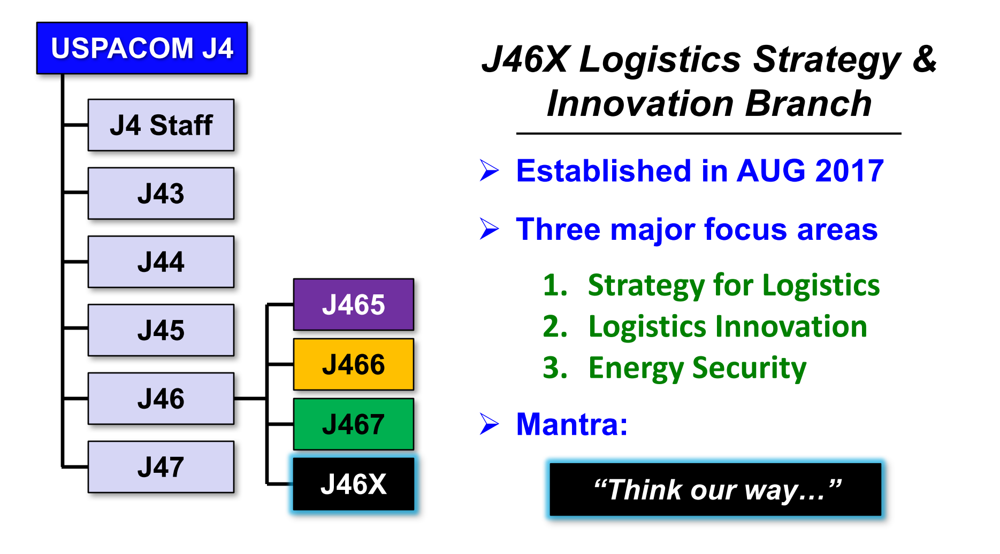 USPACOM J4
J4 Staff
J43
J44
J45
J46
J47
J465
J466
J467
J46X
J46X Logistics Strategy &
Innovation Branch
➢ Established in AUG 2017
➢ Three major focus areas
1. Strategy for Logistics
2. Logistics Innovation
3. Energy Security
➢ Mantra:
“Think our way…”